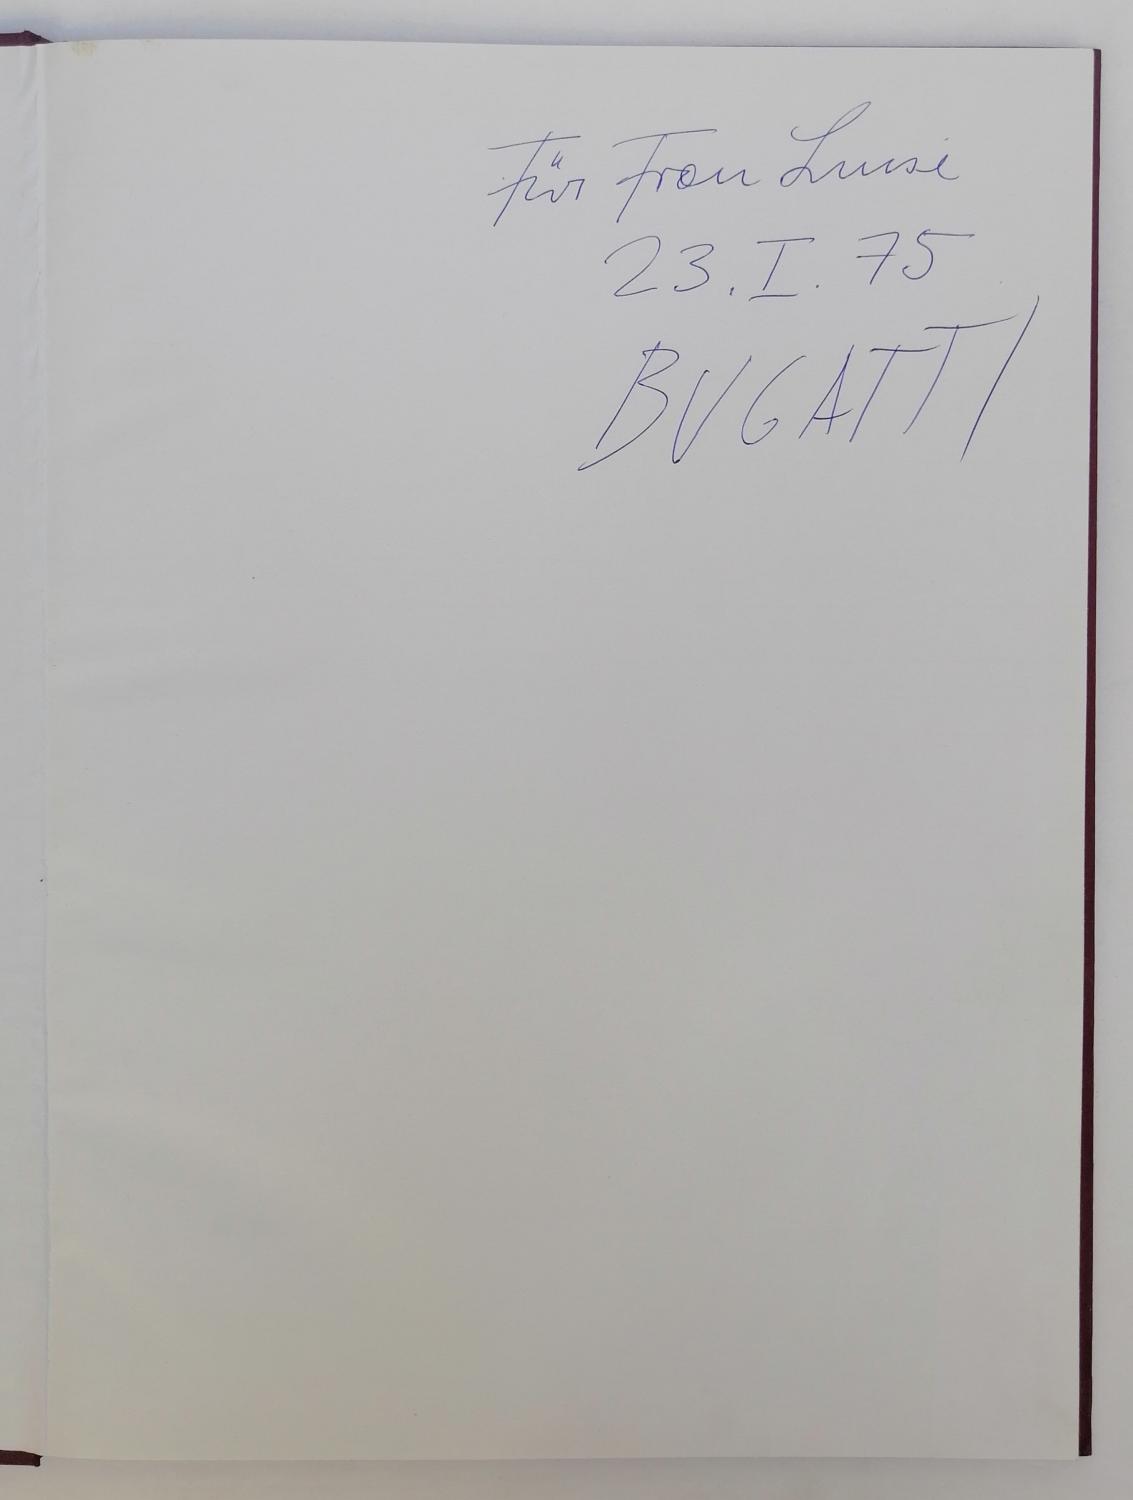 Für Frau Luise
23. I. 75
BUGATTI